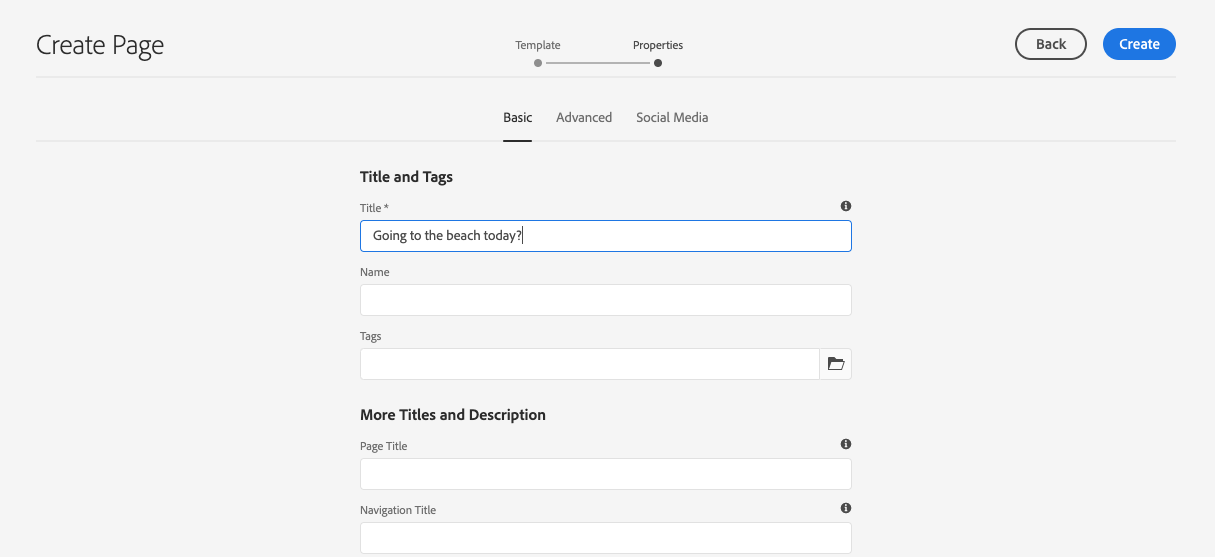 Create Page
Template Properties
Back Create
Basic Advanced Social Media
Title and Tags
Title *
Going to the beach today?
Name
Tags
More Titles and Description
Page Title
Navigation Title